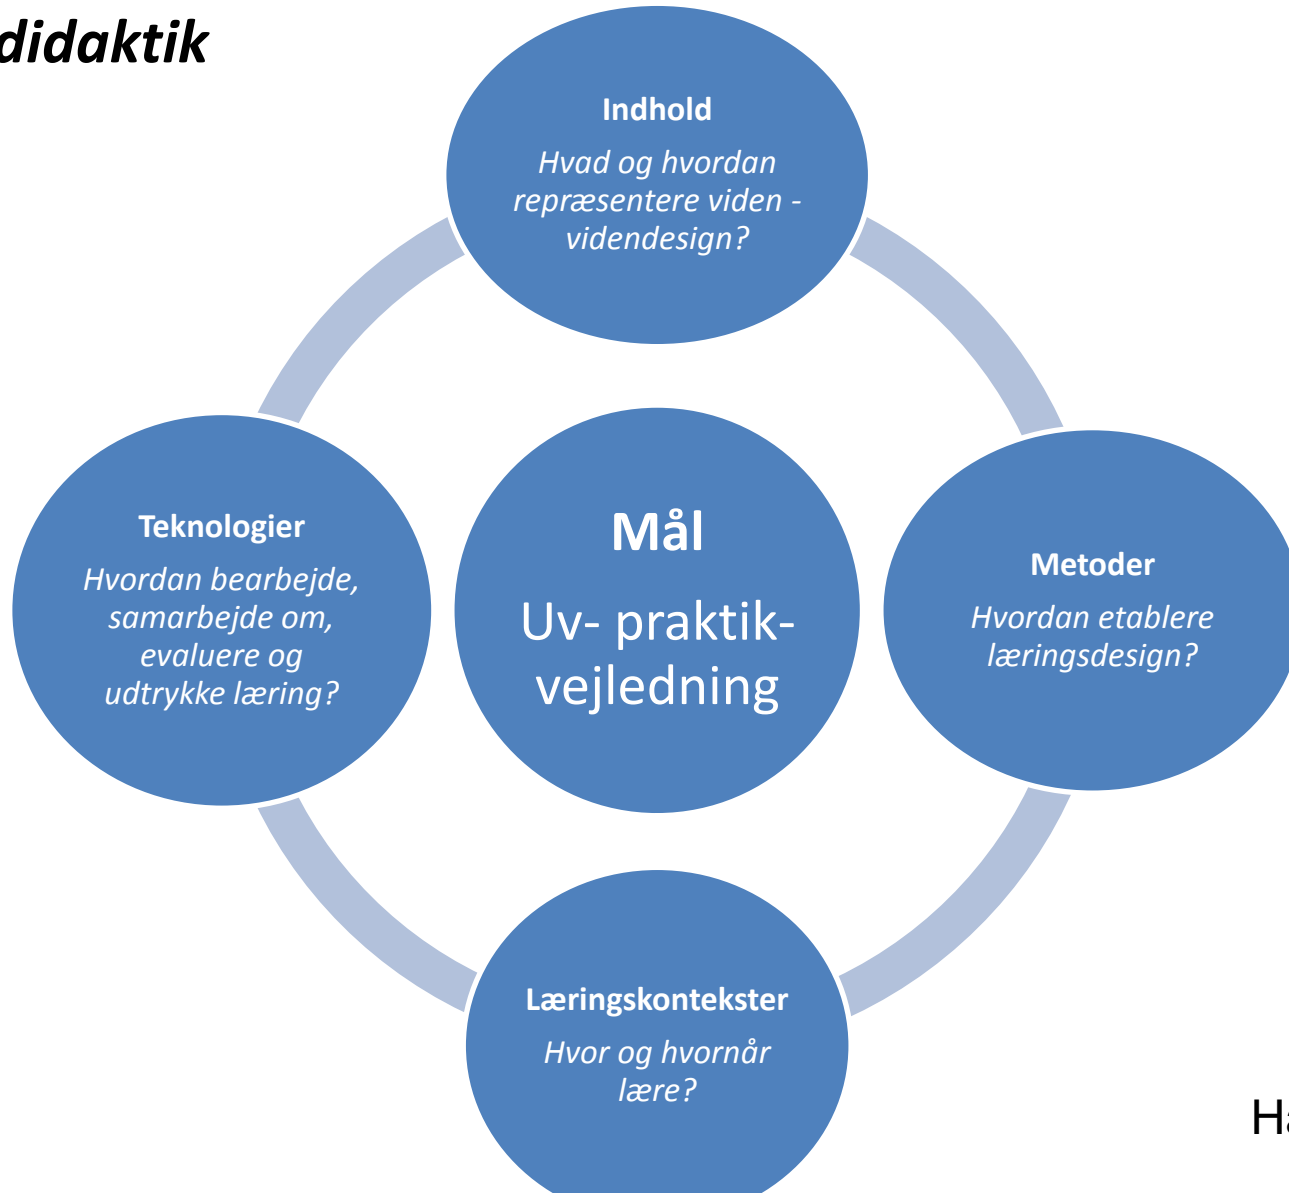 didaktik
Indhold
Hvad og hvordan
repræsentere viden -
videndesign?
Teknologier
Hvordan bearbejde,
samarbejde om,
evaluere og
udtrykke læring?
Mål
Uv- praktik-
vejledning
Metoder
Hvordan etablere
læringsdesign?
Læringskontekster
Hvor og hvornår
lære?